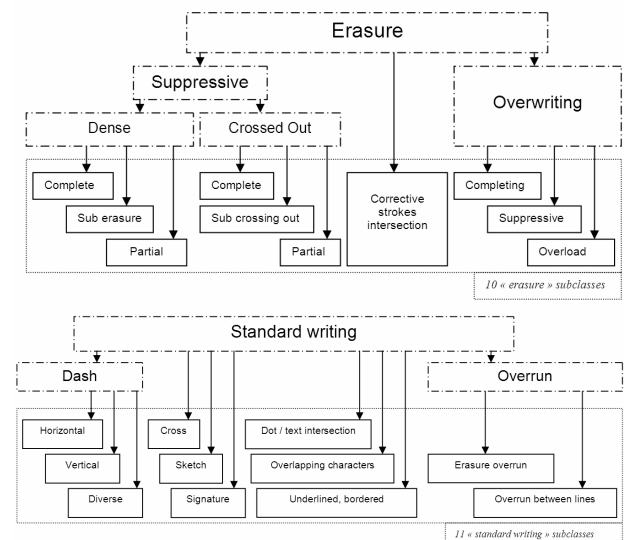 Erasure
Suppressive
Overwriting
Dense
Crossed Out
Complete
Complete
Corrective
strokes
intersection
Completing
Sub erasure
Sub crossing out
Suppressive
Partial
Partial
Overload
10 « erasure » subclasses
Standard writing
Dash
Overrun
Horizontal
Cross
Dot / text intersection
Vertical
Sketch
Overlapping characters
Erasure overrun
Diverse
Signature
Underlined, bordered
Overrun between lines
11 « standard writing » subclasses